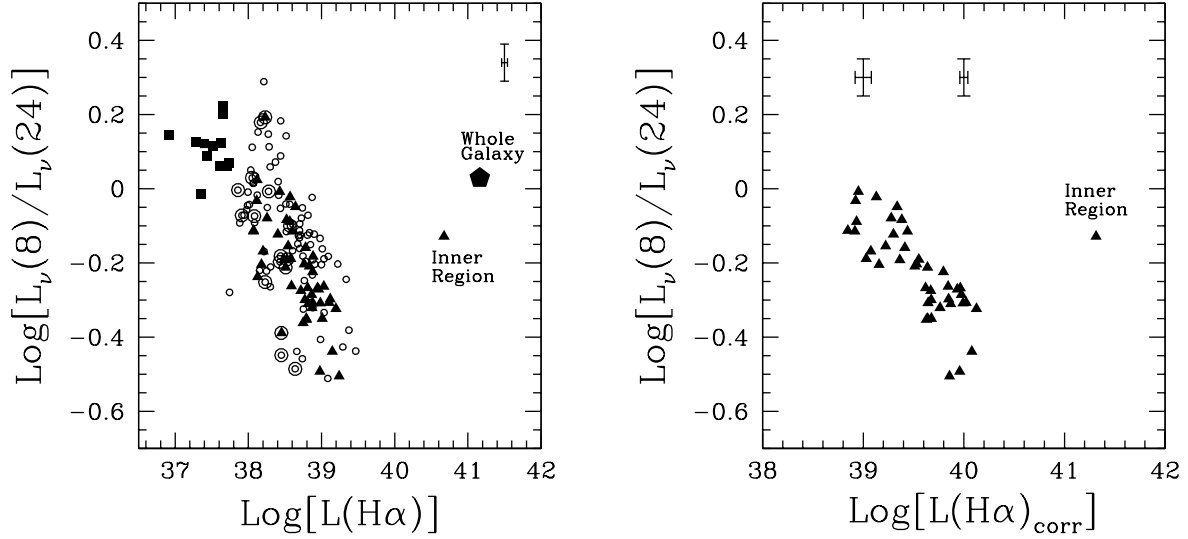 Log[L_ν(8)/L_ν(24)]
0.4
0.2
0
−0.2
−0.4
−0.6
Whole
Galaxy
Inner
Region
37 38 39 40 41 42
Log[L(Hα)]
Log[L_ν(8)/L_ν(24)]
0.4
0.2
0
−0.2
−0.4
−0.6
Inner
Region
38 39 40 41 42
Log[L(Hα)_corr]